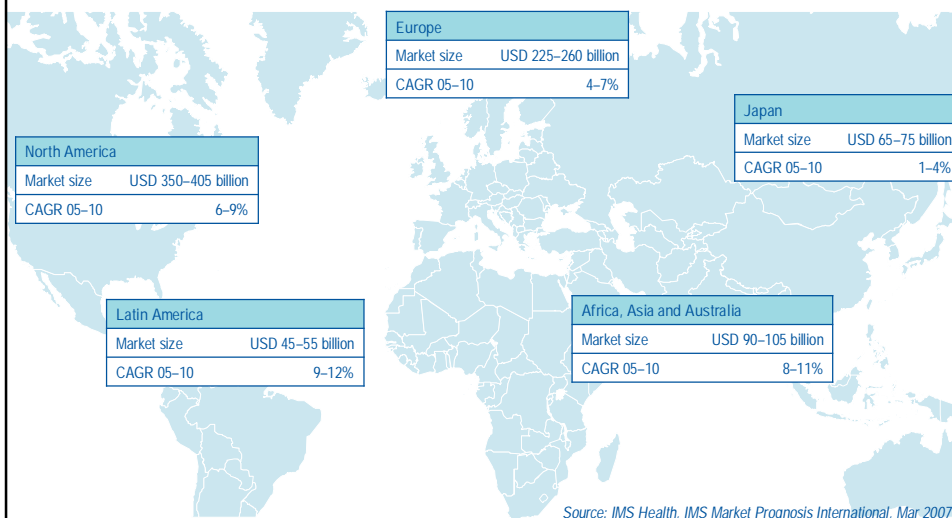 Europe
Market size USD 225–260 billion
CAGR 05–10 4–7%
Japan
Market size USD 65–75 billion
CAGR 05–10 1–4%
North America
Market size USD 350–405 billion
CAGR 05–10 6–9%
Latin America
Market size USD 45–55 billion
CAGR 05–10 9–12%
Africa, Asia and Australia
Market size USD 90–105 billion
CAGR 05–10 8–11%
Source: IMS Health, IMS Market Prognosis International, Mar 2007